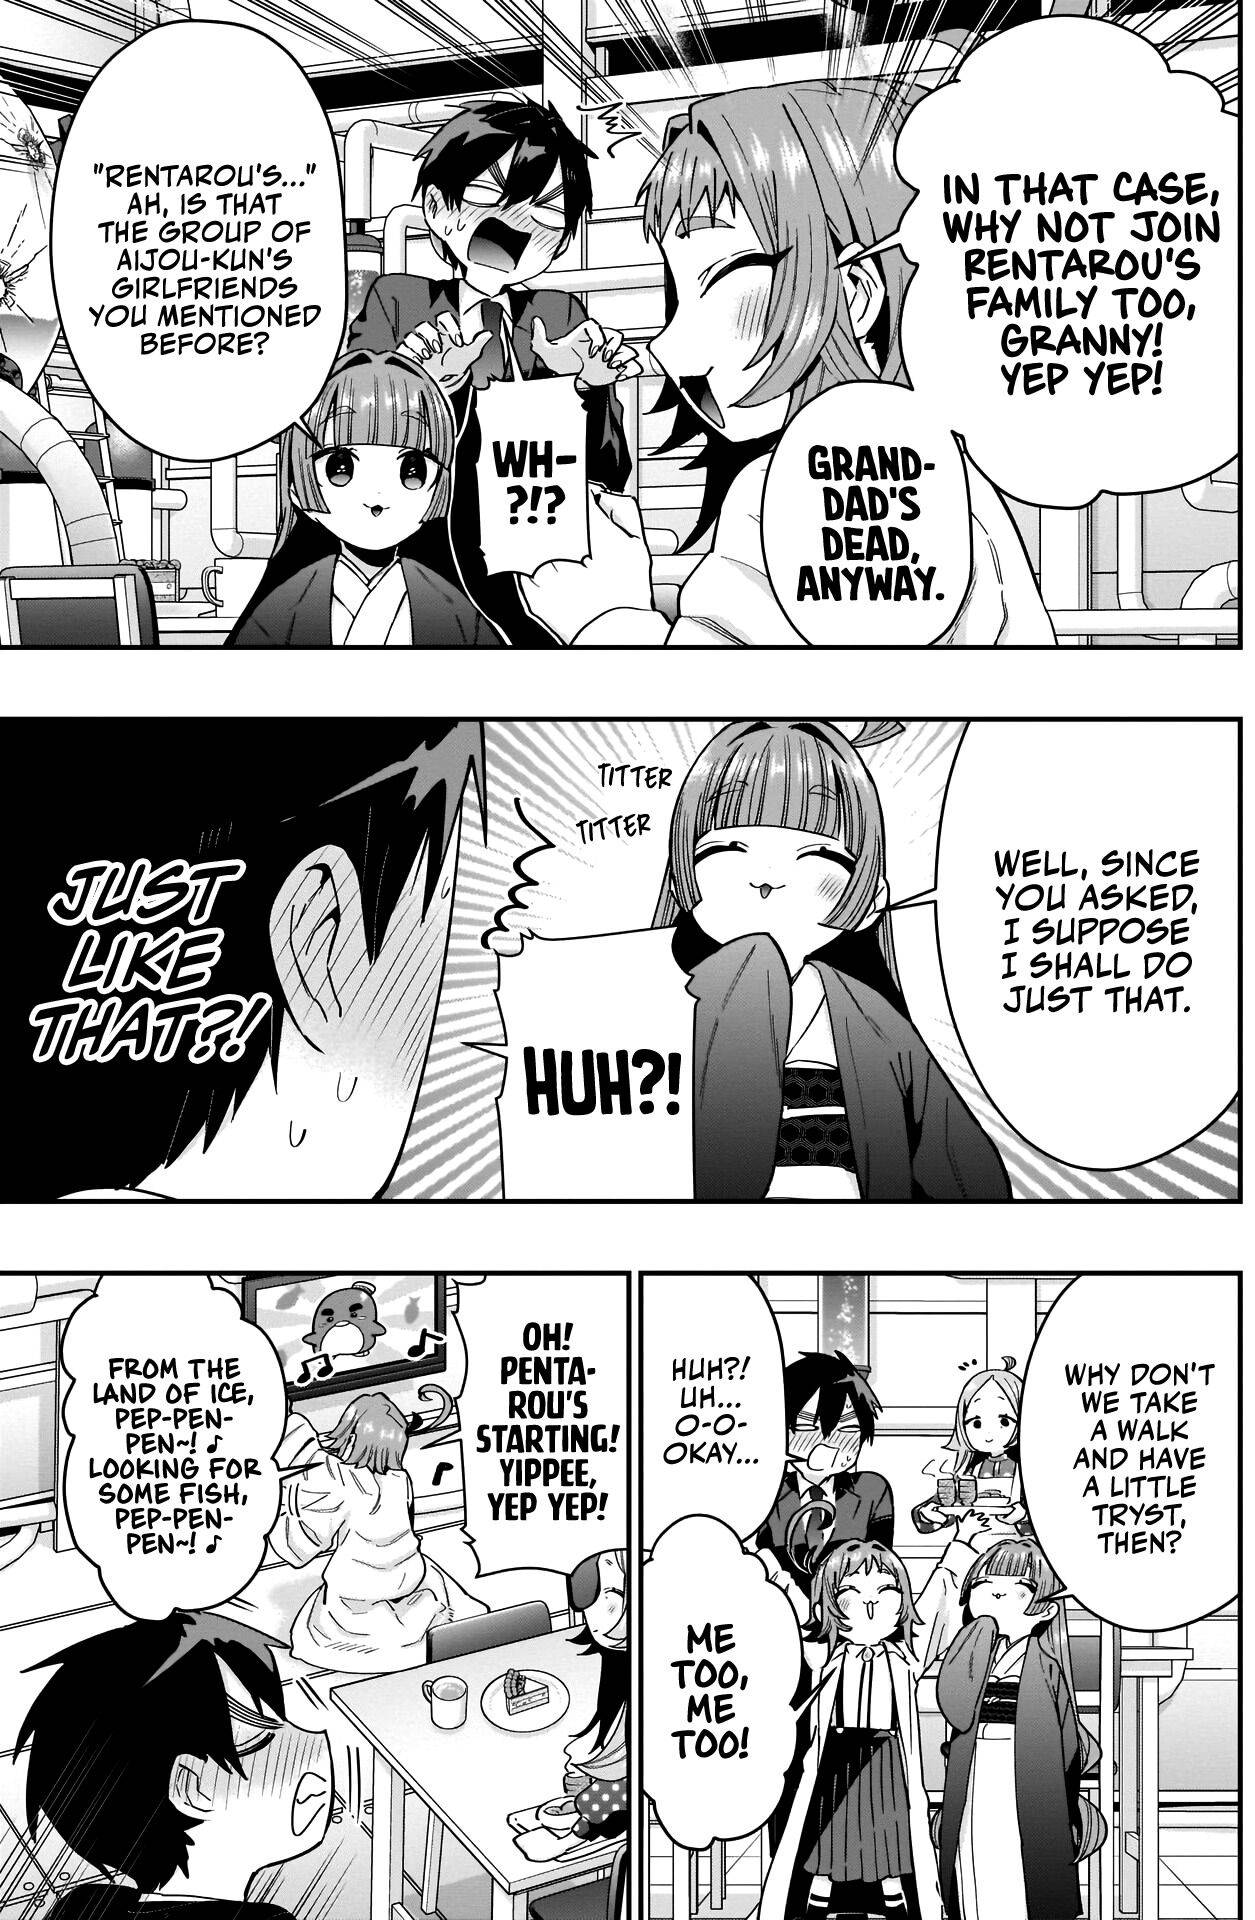 IN THAT CASE,
WHY NOT JOIN
RENTAROU'S
FAMILY TOO,
GRANNY!
YEP YEP!
GRAND-
DAD'S
DEAD,
ANYWAY.
WH-
?!?
"RENTAROU'S..."
AH, IS THAT
THE GROUP OF
AIJOU-KUN'S
GIRLFRIENDS
YOU MENTIONED
BEFORE?
WELL, SINCE
YOU ASKED,
I SUPPOSE
I SHALL DO
JUST THAT.
TITTER
TITTER
HUH?!
JUST
LIKE
THAT?!
WHY DON'T
WE TAKE
A WALK
AND HAVE
A LITTLE
TRYST,
THEN?
HUH?!
UH...
O-O-
OKAY...
ME
TOO,
ME
TOO!
OH!
PENTA-
ROU'S
STARTING!
YIPPEE,
YEP YEP!
FROM THE
LAND OF ICE,
PEP-PEN-
PEN~! ♪
LOOKING FOR
SOME FISH,
PEP-PEN-
PEN~! ♪